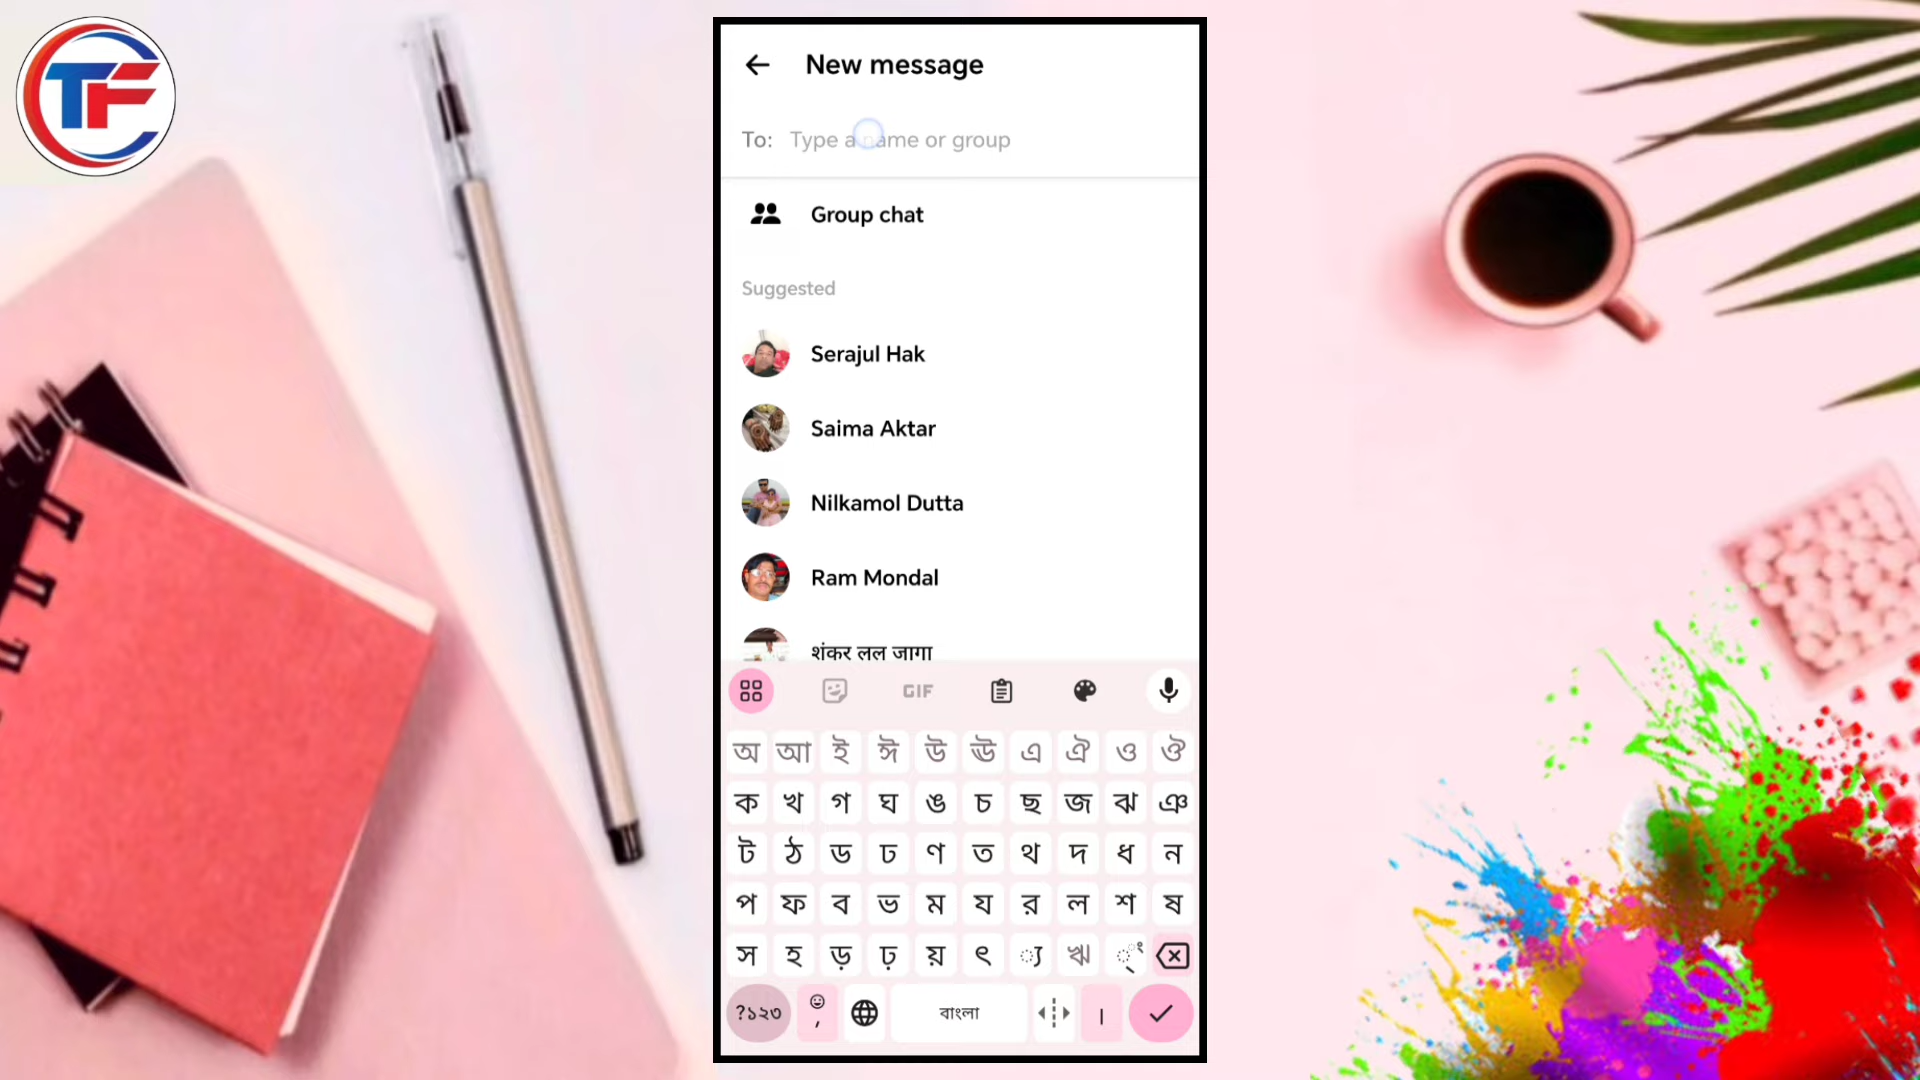 TF
New message
To: Type a name or group
Group chat
Suggested
Serajul Hak
Saima Aktar
Nilkamol Dutta
Ram Mondal
शंकर लल जागा
GIF
অ আ ই ঈ উ ঊ এ ঐ ও ঔ
ক খ গ ঘ ঙ চ ছ জ ঝ ঞ
ট ঠ ড ঢ ণ ত থ দ ধ ন
প ফ ব ভ ম য র ল শ ষ
স হ ড় ঢ় য় ৎ ্য ঋ ঁ ং ্
?১২৩ , বাংলা ।